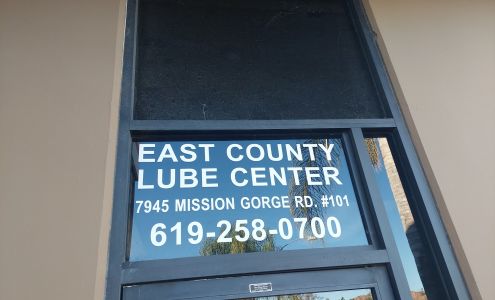 EAST COUNTY
LUBE CENTER
7945 MISSION GORGE RD. #101
619-258-0700